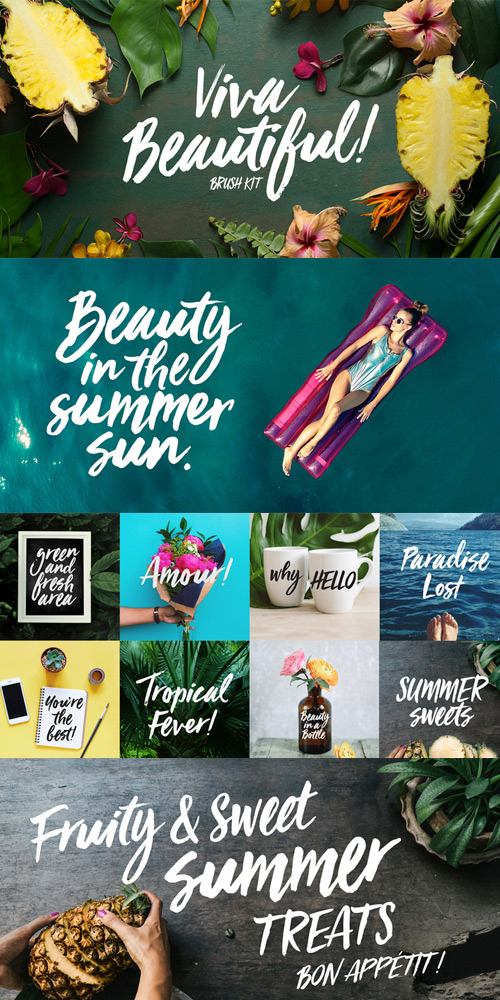 Viva
Beautiful!
BRUSH KIT
Beauty
in the
summer
sun.
green
and
fresh
area
Amour!
why
HELLO.
Paradise
Lost
You're
the
best!
Tropical
Fever!
Beauty
in a
Bottle
SUMMER
sweets
Fruity & Sweet
summer
TREATS
BON APPÉTIT!